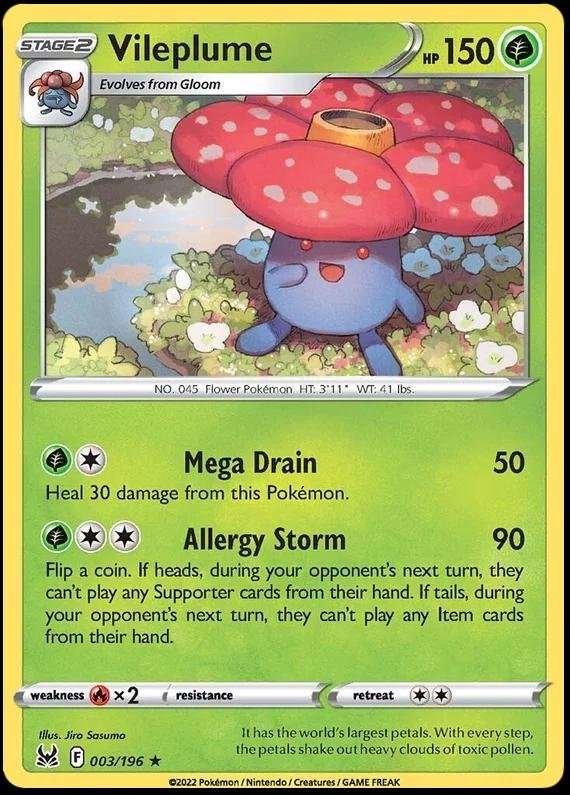 STAGE2 Vileplume HP 150
Evolves from Gloom
NO. 045 Flower Pokémon HT: 3'11" WT: 41 lbs.
Mega Drain 50
Heal 30 damage from this Pokémon.
Allergy Storm 90
Flip a coin. If heads, during your opponent's next turn, they
can't play any Supporter cards from their hand. If tails, during
your opponent's next turn, they can't play any Item cards
from their hand.
weakness ×2 resistance retreat
Illus. Jiro Sasumo
It has the world's largest petals. With every step,
the petals shake out heavy clouds of toxic pollen.
F 003/196 ★
©2022 Pokémon / Nintendo / Creatures / GAME FREAK